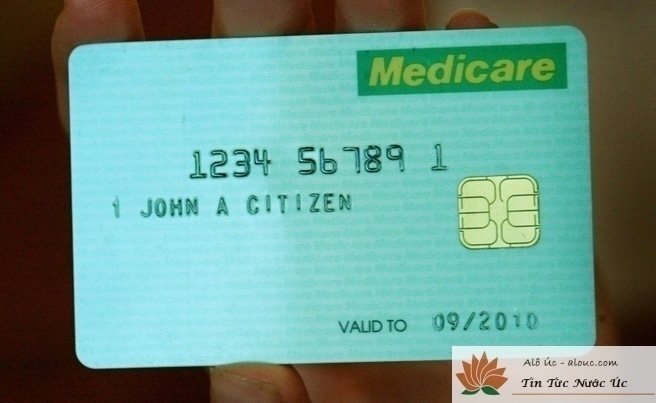 Medicare
1234 56789 1
1 JOHN A CITIZEN
VALID TO 09/2010
Alô úc - alouc.com
Tin Tức Nước Úc